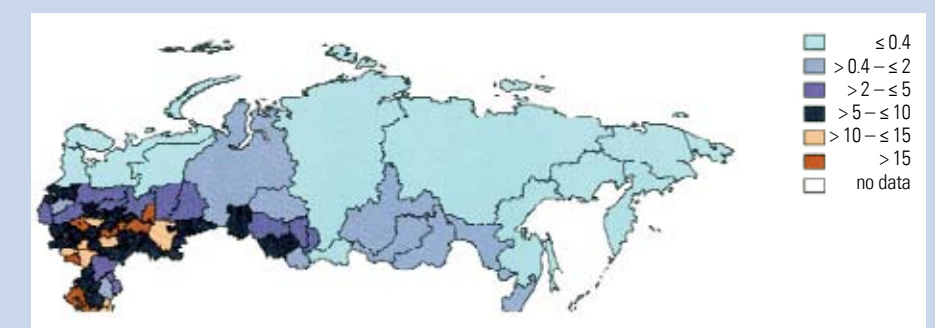 ≤ 0.4
> 0.4 – ≤ 2
> 2 – ≤ 5
> 5 – ≤ 10
> 10 – ≤ 15
> 15
no data